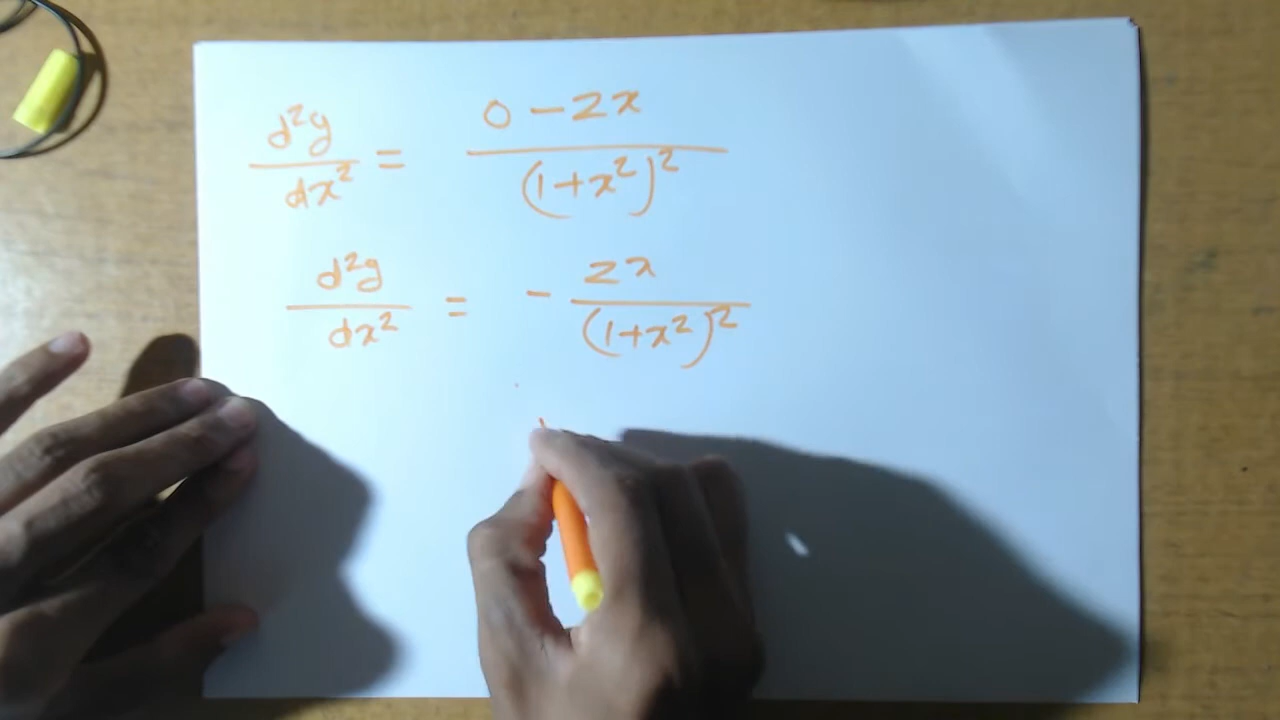 d²y/dx² = 0 - 2x/(1+x²)²
d²y/dx² = - 2x/(1+x²)²